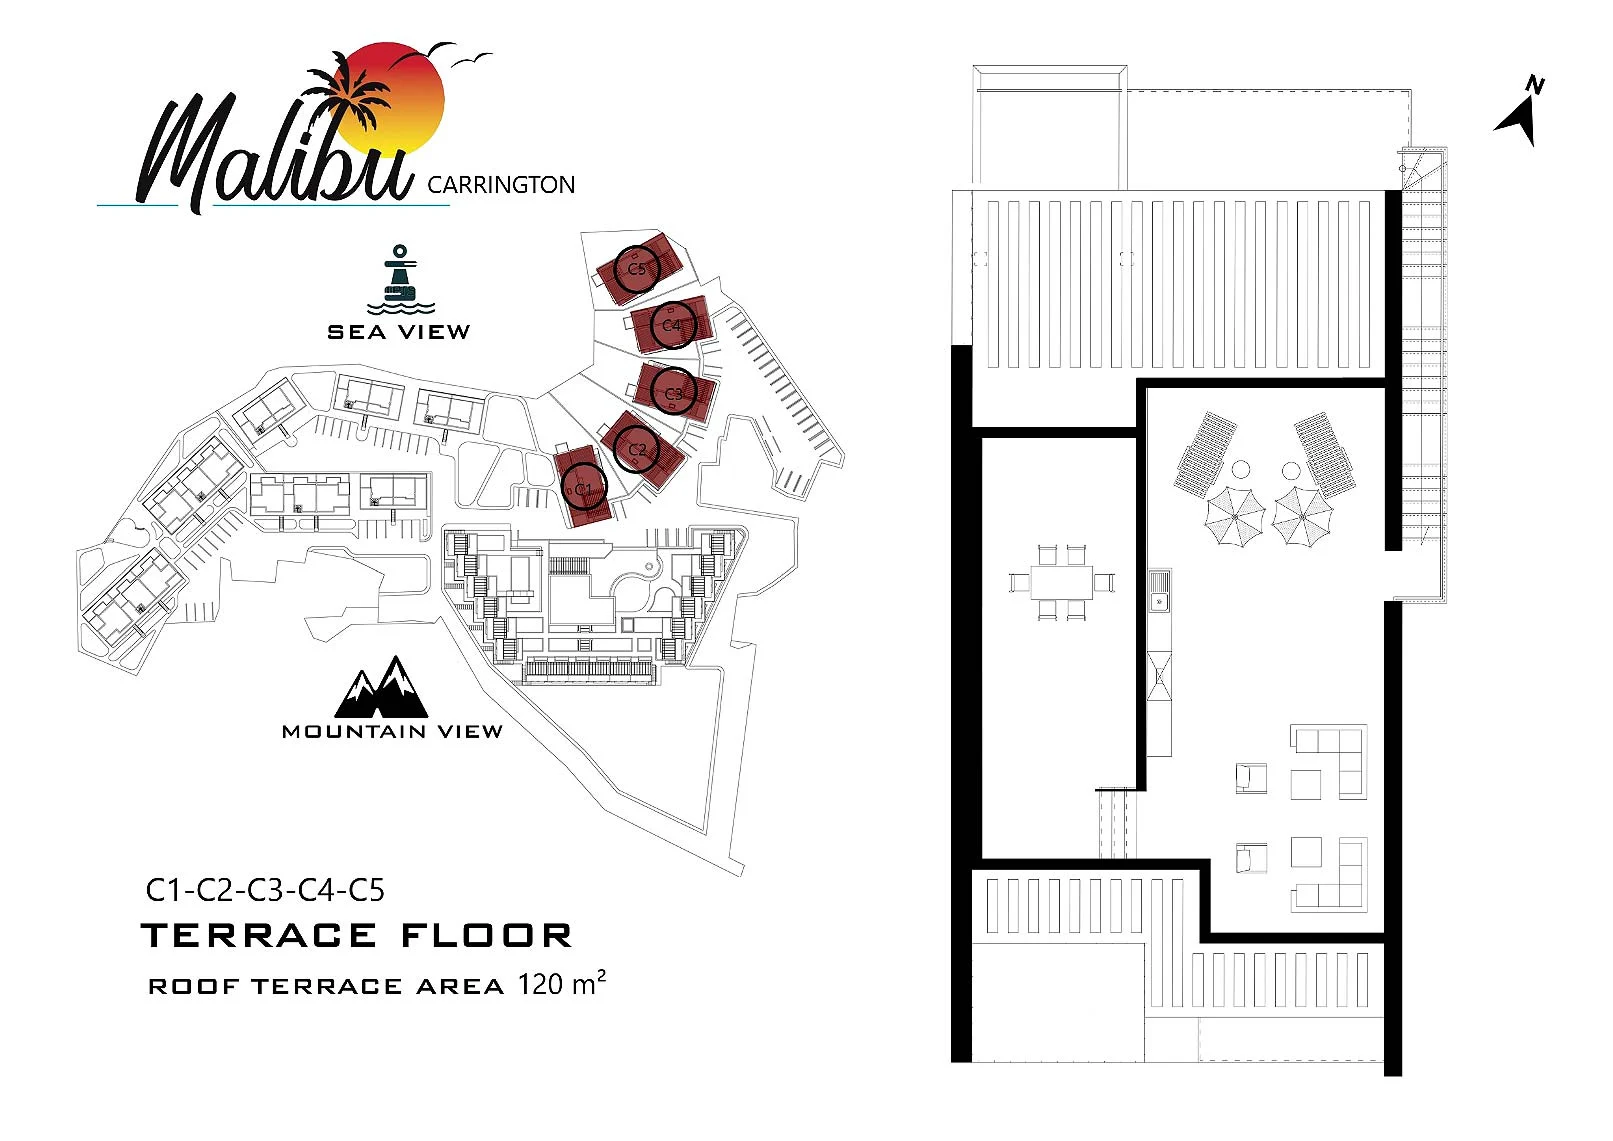 Malibu CARRINGTON
N
SEA VIEW
C5
C4
C3
C2
C1
MOUNTAIN VIEW
C1-C2-C3-C4-C5
TERRACE FLOOR
ROOF TERRACE AREA 120 m²